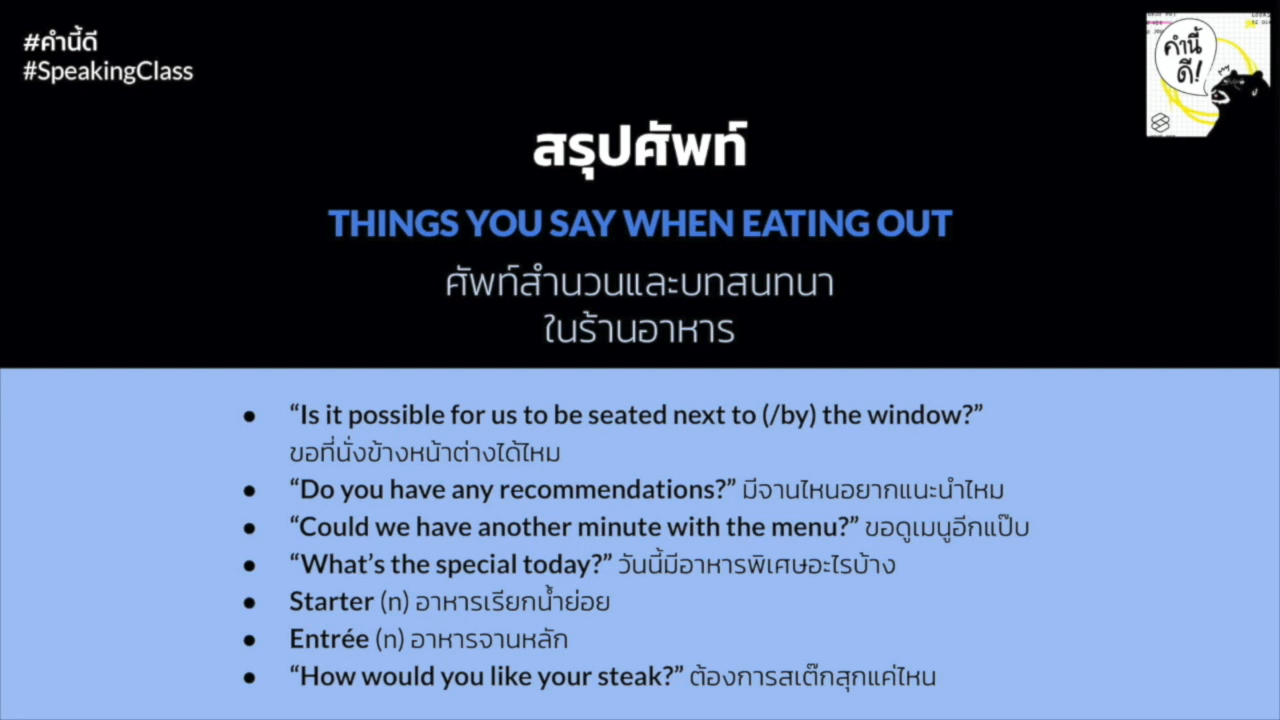 #คำนี้ดี
#SpeakingClass
คำนี้
ดี!
สรุปศัพท์
THINGS YOU SAY WHEN EATING OUT
ศัพท์สำนวนและบทสนทนา
ในร้านอาหาร
● “Is it possible for us to be seated next to (/by) the window?”
ขอที่นั่งข้างหน้าต่างได้ไหม
● “Do you have any recommendations?” มีจานไหนอยากแนะนำไหม
● “Could we have another minute with the menu?” ขอดูเมนูอีกแป๊บ
● “What’s the special today?” วันนี้มีอาหารพิเศษอะไรบ้าง
● Starter (n) อาหารเรียกน้ำย่อย
● Entrée (n) อาหารจานหลัก
● “How would you like your steak?” ต้องการสเต๊กสุกแค่ไหน